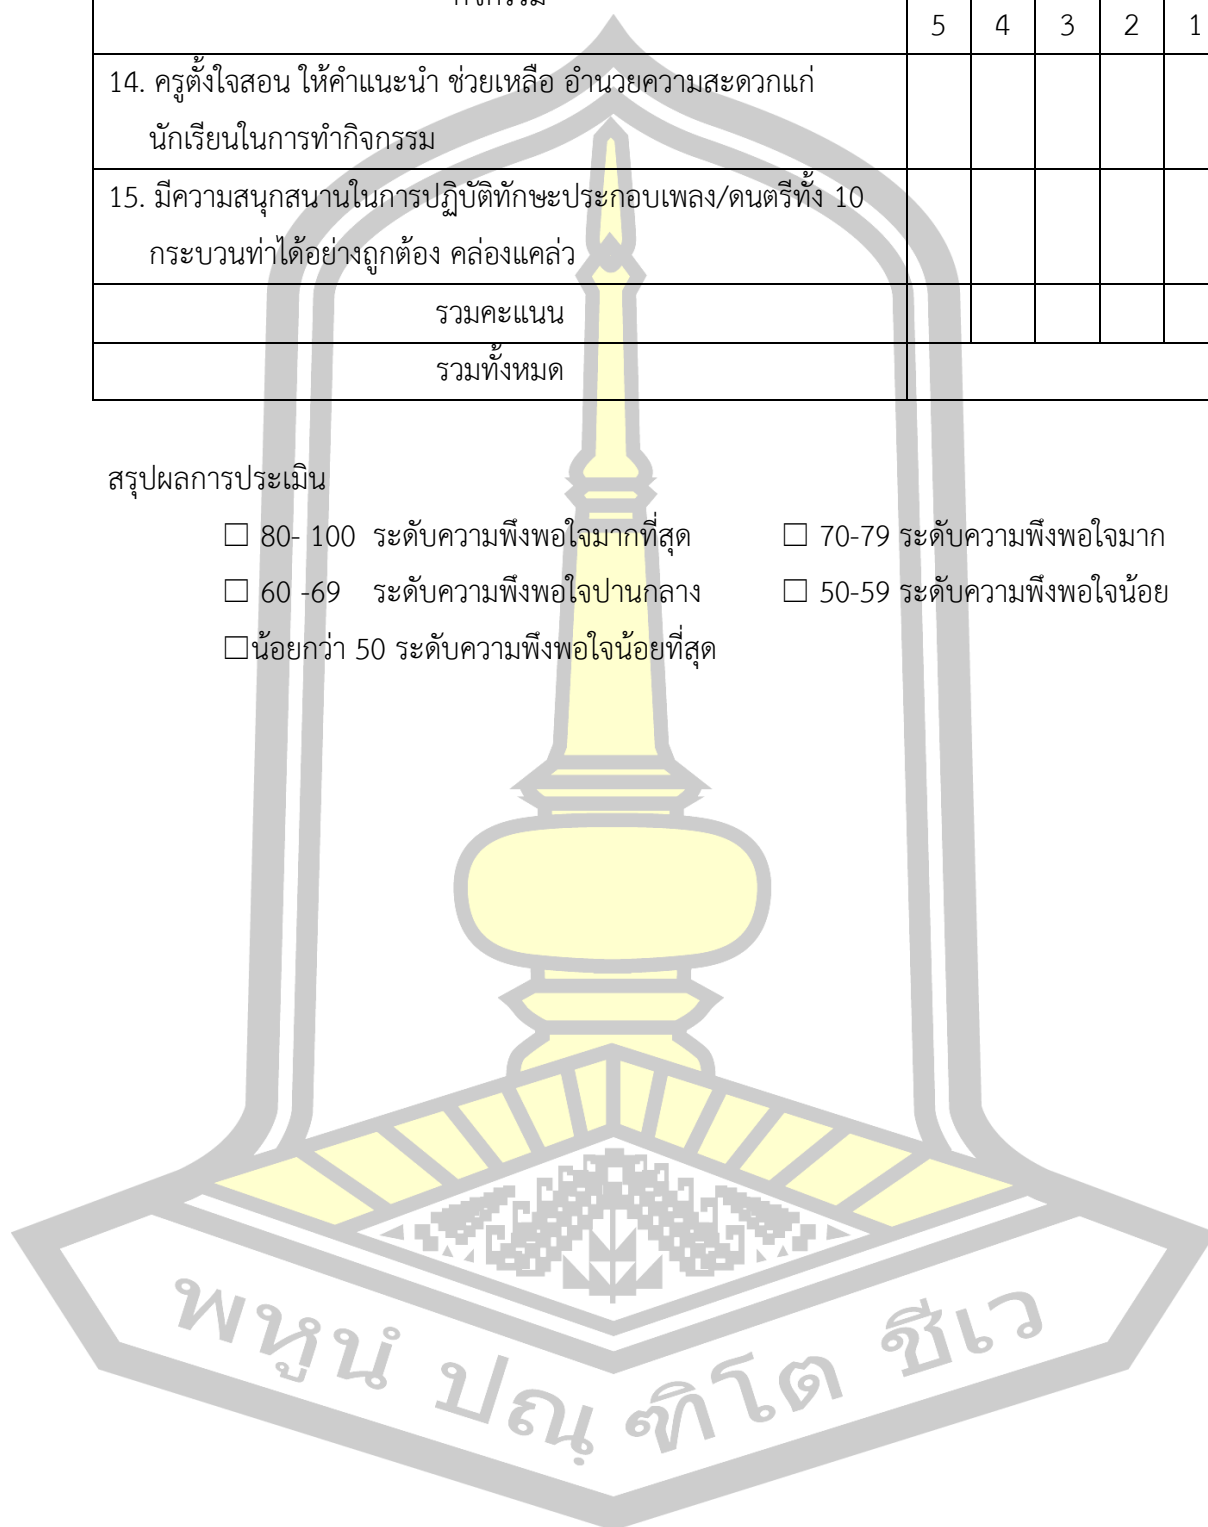 กิจกรรม
5 4 3 2 1
14. ครูตั้งใจสอน ให้คำแนะนำ ช่วยเหลือ อำนวยความสะดวกแก่
นักเรียนในการทำกิจกรรม
15. มีความสนุกสนานในการปฏิบัติทักษะประกอบเพลง/ดนตรีทั้ง 10
กระบวนท่าได้อย่างถูกต้อง คล่องแคล่ว
รวมคะแนน
รวมทั้งหมด
สรุปผลการประเมิน
☐ 80- 100 ระดับความพึงพอใจมากที่สุด ☐ 70-79 ระดับความพึงพอใจมาก
☐ 60 -69 ระดับความพึงพอใจปานกลาง ☐ 50-59 ระดับความพึงพอใจน้อย
☐น้อยกว่า 50 ระดับความพึงพอใจน้อยที่สุด
พหูนํ ปณฺฑิโต ชีเว